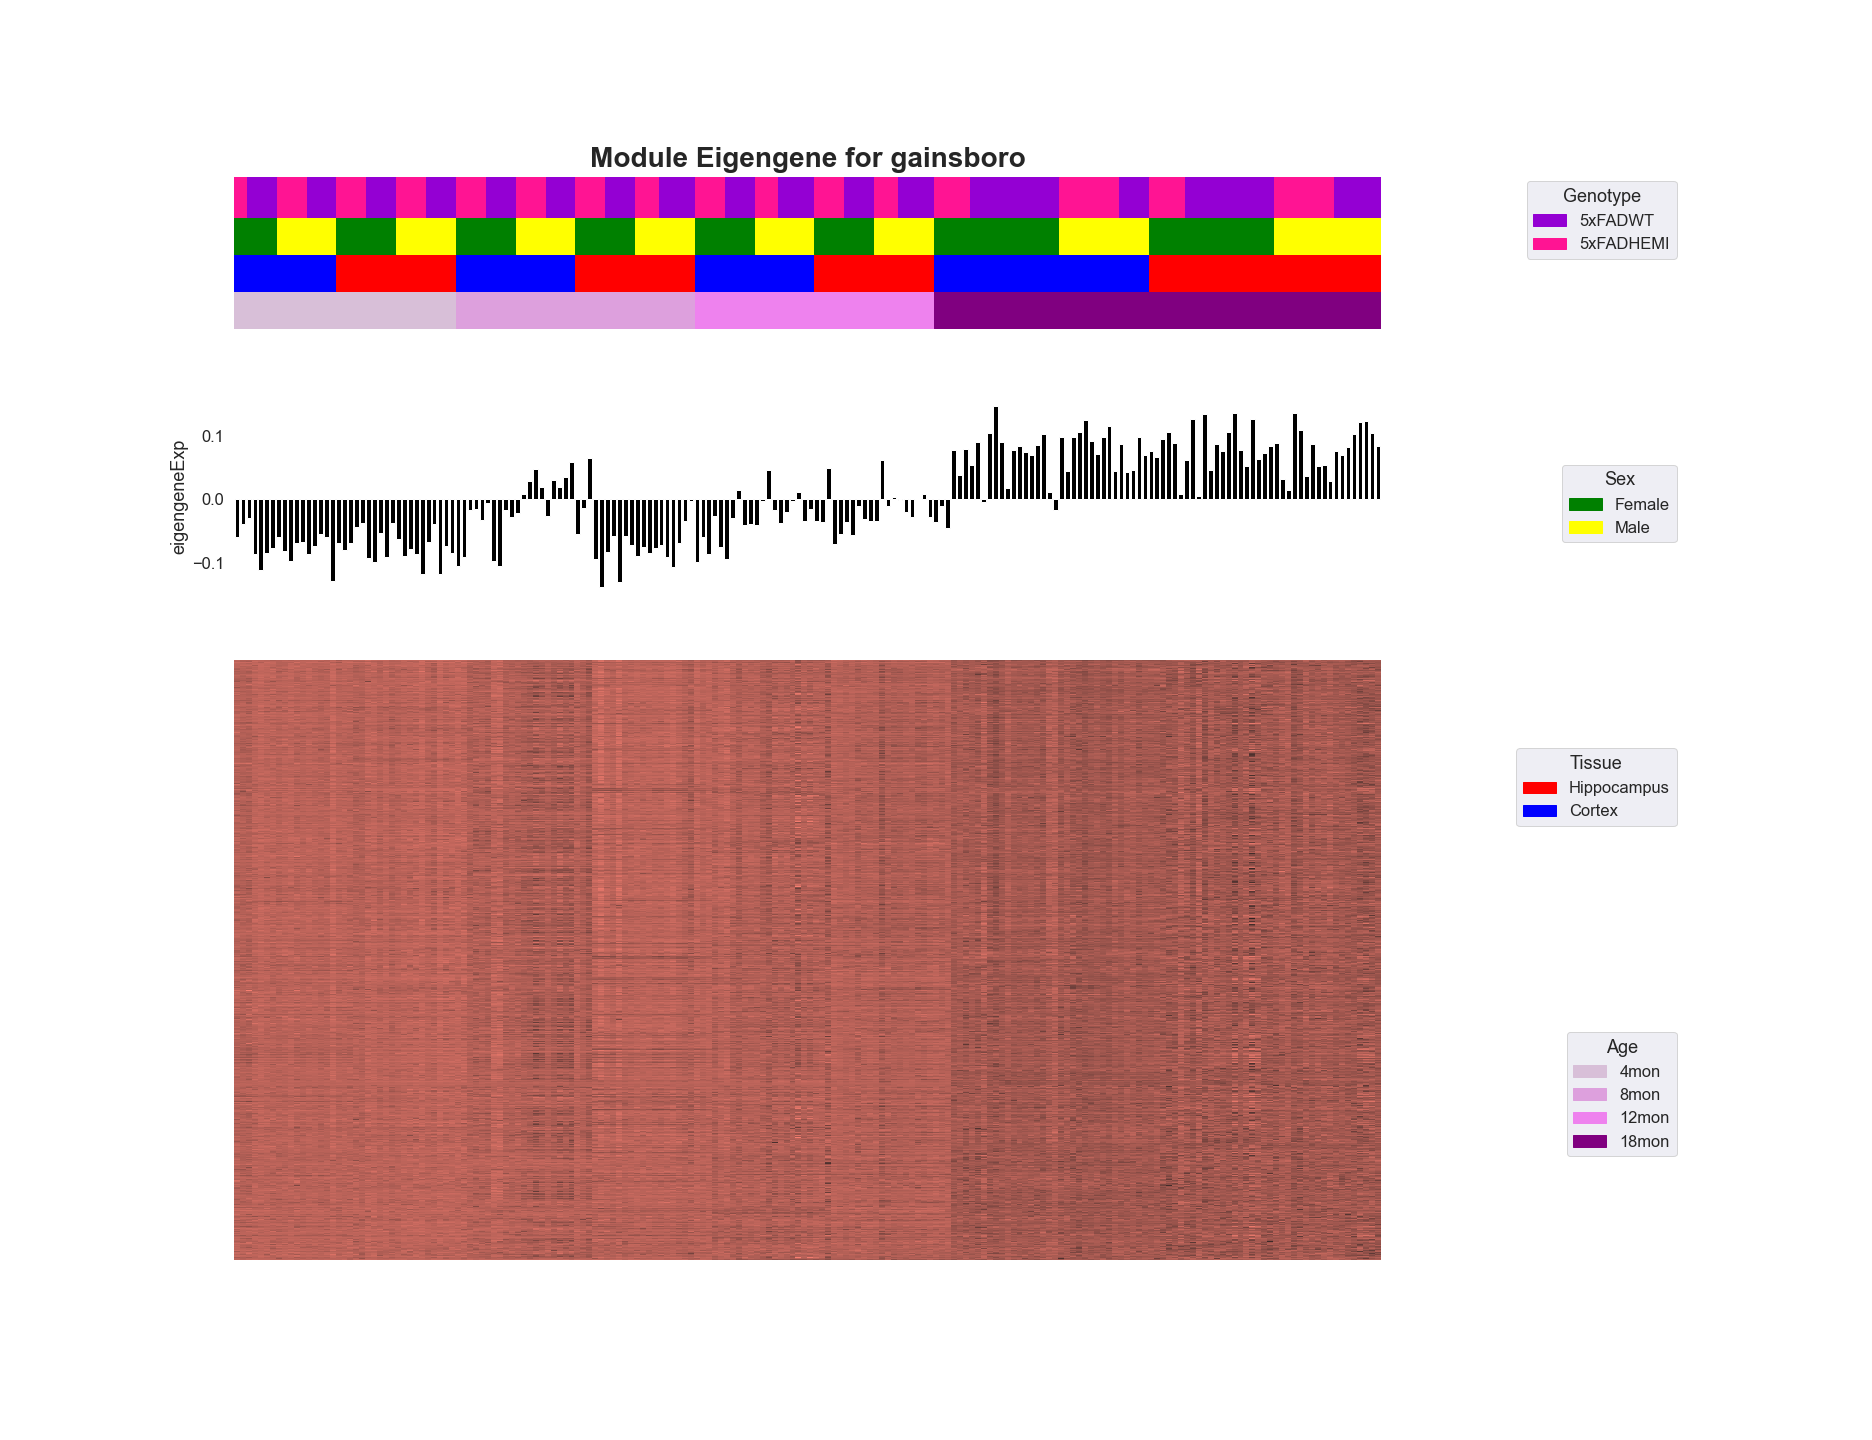 Module Eigengene for gainsboro
Genotype
5xFADWT
5xFADHEMI
eigengeneExp
0.1
0.0
−0.1
Sex
Female
Male
Tissue
Hippocampus
Cortex
Age
4mon
8mon
12mon
18mon